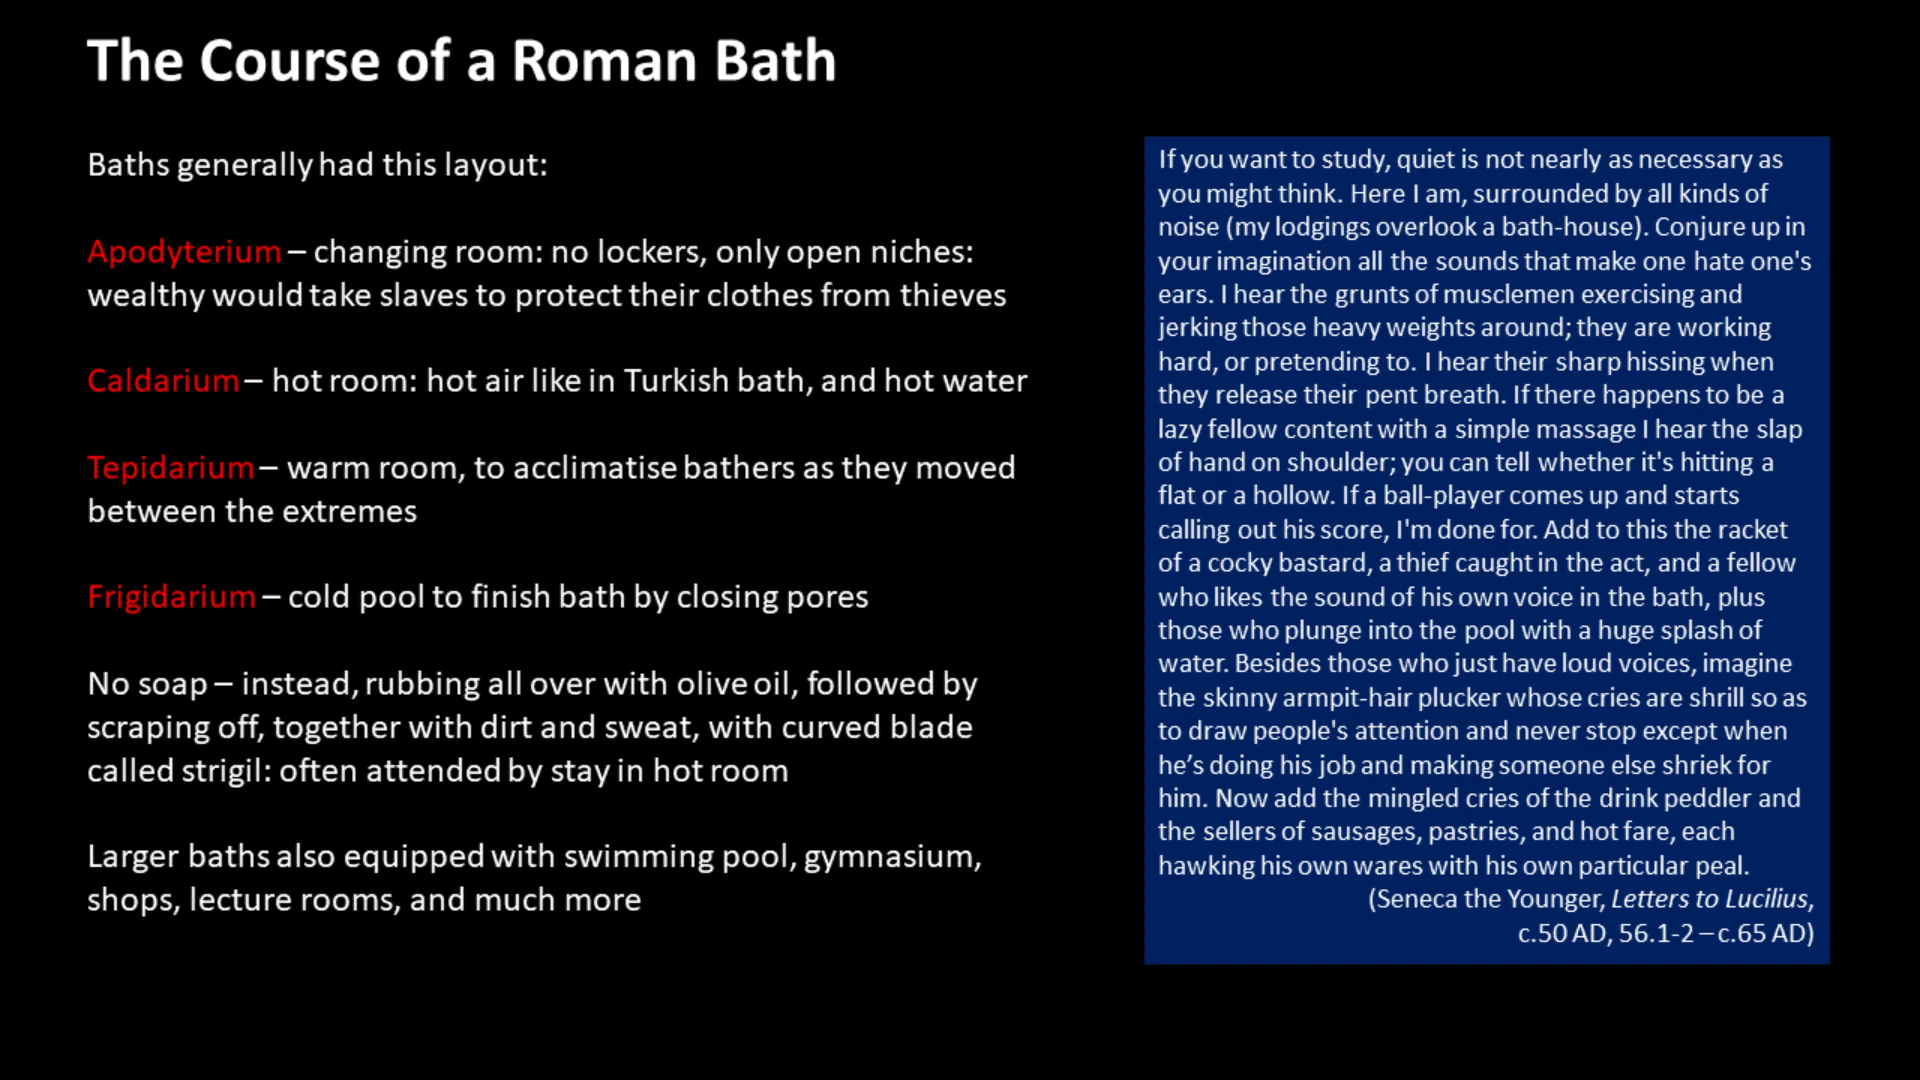 The Course of a Roman Bath
Baths generally had this layout:
Apodyterium – changing room: no lockers, only open niches:
wealthy would take slaves to protect their clothes from thieves
Caldarium – hot room: hot air like in Turkish bath, and hot water
Tepidarium – warm room, to acclimatise bathers as they moved
between the extremes
Frigidarium – cold pool to finish bath by closing pores
No soap – instead, rubbing all over with olive oil, followed by
scraping off, together with dirt and sweat, with curved blade
called strigil: often attended by stay in hot room
Larger baths also equipped with swimming pool, gymnasium,
shops, lecture rooms, and much more
If you want to study, quiet is not nearly as necessary as
you might think. Here I am, surrounded by all kinds of
noise (my lodgings overlook a bath-house). Conjure up in
your imagination all the sounds that make one hate one's
ears. I hear the grunts of musclemen exercising and
jerking those heavy weights around; they are working
hard, or pretending to. I hear their sharp hissing when
they release their pent breath. If there happens to be a
lazy fellow content with a simple massage I hear the slap
of hand on shoulder; you can tell whether it's hitting a
flat or a hollow. If a ball-player comes up and starts
calling out his score, I'm done for. Add to this the racket
of a cocky bastard, a thief caught in the act, and a fellow
who likes the sound of his own voice in the bath, plus
those who plunge into the pool with a huge splash of
water. Besides those who just have loud voices, imagine
the skinny armpit-hair plucker whose cries are shrill so as
to draw people's attention and never stop except when
he’s doing his job and making someone else shriek for
him. Now add the mingled cries of the drink peddler and
the sellers of sausages, pastries, and hot fare, each
hawking his own wares with his own particular peal.
(Seneca the Younger, Letters to Lucilius,
c.50 AD, 56.1-2 – c.65 AD)